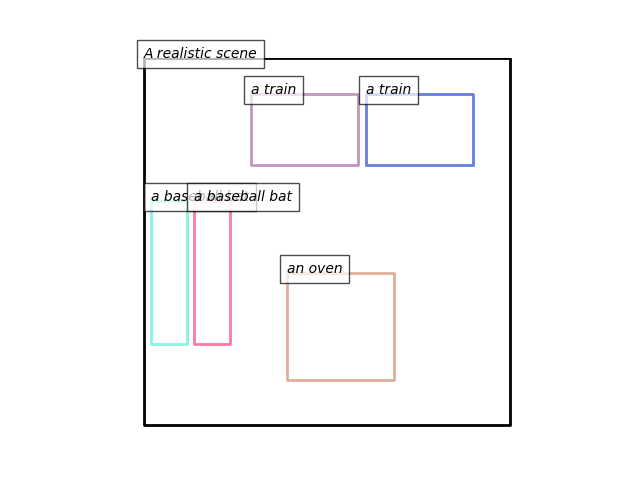 A realistic scene
a train
a train
a baseball bat
a baseball bat
an oven